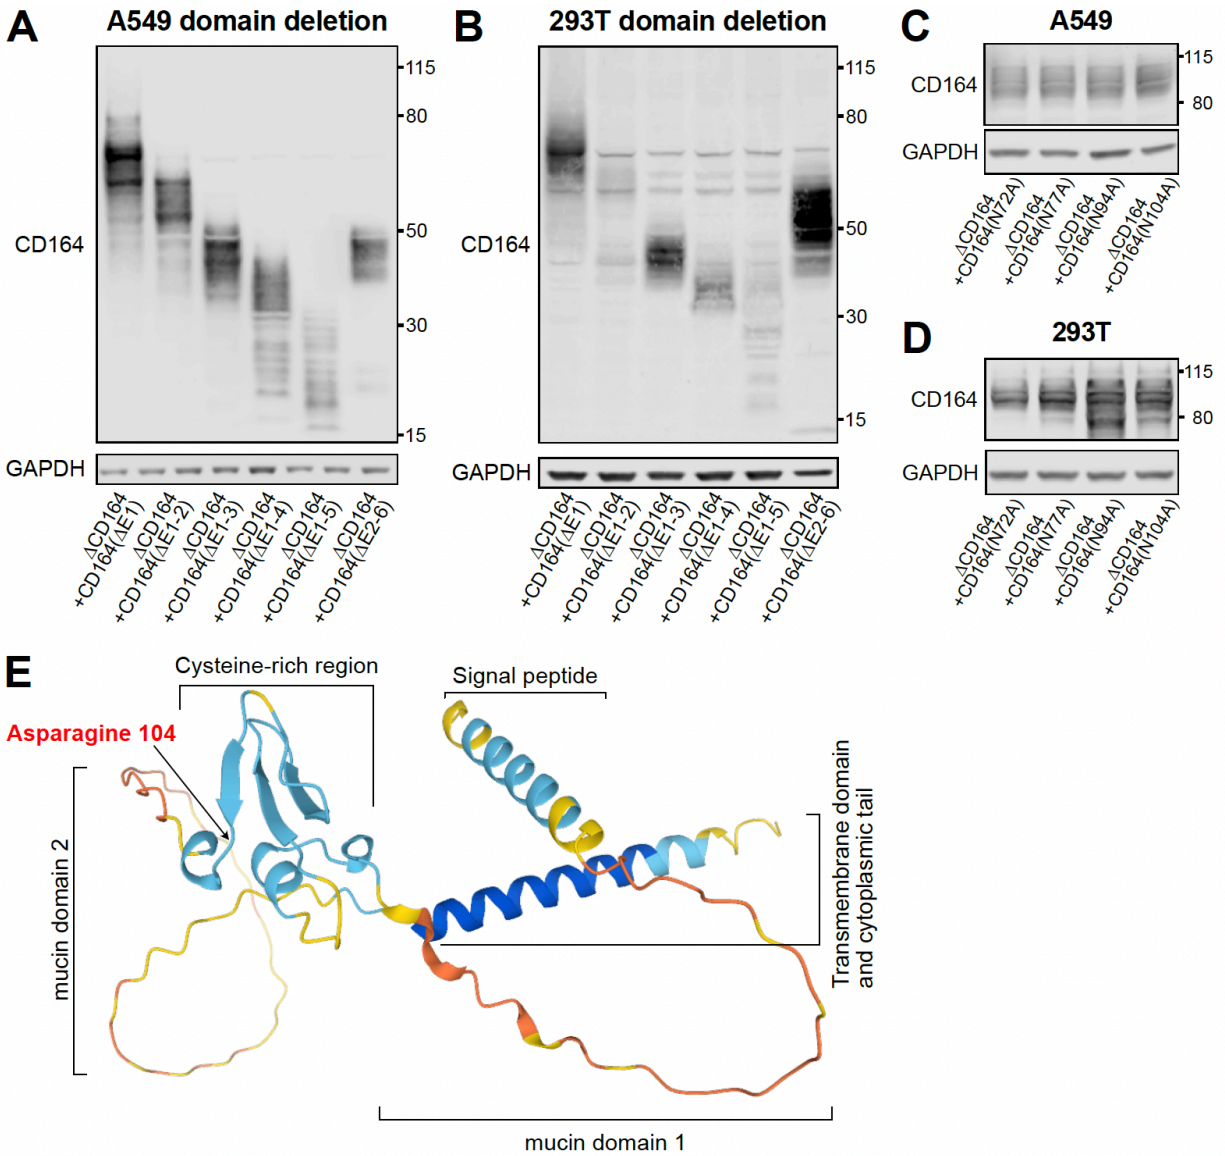 A
A549 domain deletion
CD164
115
80
50
30
15
GAPDH
ΔCD164
+CD164(ΔE1)
ΔCD164
+CD164(ΔE1-2)
ΔCD164
+CD164(ΔE1-3)
ΔCD164
+CD164(ΔE1-4)
ΔCD164
+CD164(ΔE1-5)
ΔCD164
+CD164(ΔE2-6)
B
293T domain deletion
CD164
115
80
50
30
15
GAPDH
ΔCD164
+CD164(ΔE1)
ΔCD164
+CD164(ΔE1-2)
ΔCD164
+CD164(ΔE1-3)
ΔCD164
+CD164(ΔE1-4)
ΔCD164
+CD164(ΔE1-5)
ΔCD164
+CD164(ΔE2-6)
C
A549
CD164
115
80
GAPDH
ΔCD164
+CD164(N72A)
ΔCD164
+CD164(N77A)
ΔCD164
+CD164(N94A)
ΔCD164
+CD164(N104A)
D
293T
CD164
115
80
GAPDH
ΔCD164
+CD164(N72A)
ΔCD164
+CD164(N77A)
ΔCD164
+CD164(N94A)
ΔCD164
+CD164(N104A)
E
Cysteine-rich region
Signal peptide
Asparagine 104
mucin domain 2
Transmembrane domain
and cytoplasmic tail
mucin domain 1